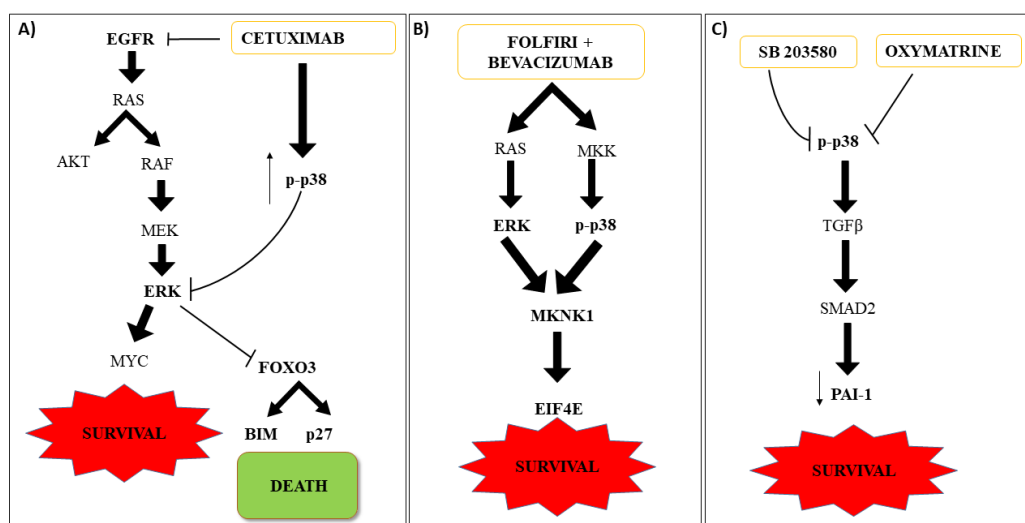 A)
EGFR
CETUXIMAB
RAS
AKT
RAF
p-p38
MEK
ERK
MYC
FOXO3
BIM
p27
SURVIVAL
DEATH
B)
FOLFIRI +
BEVACIZUMAB
RAS
MKK
ERK
p-p38
MKNK1
EIF4E
SURVIVAL
C)
SB 203580
OXYMATRINE
p-p38
TGFβ
SMAD2
PAI-1
SURVIVAL